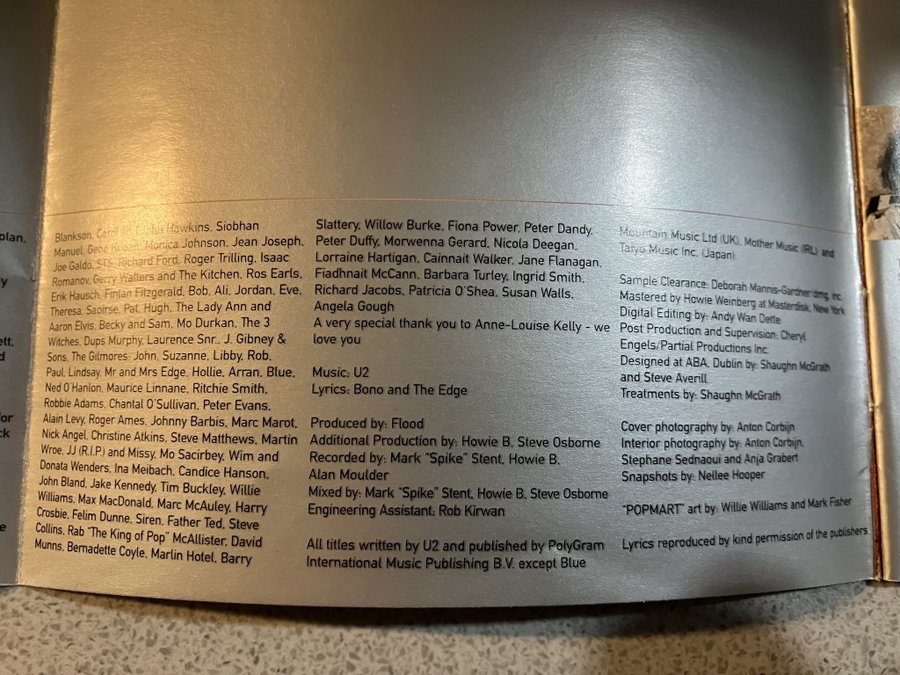 plan,
ett,
d
for
ck
e
Blankson, Carol and John Hawkins, Siobhan
Manuel, Gene Hogan, Monica Johnson, Jean Joseph,
Joe Galdo, STS, Richard Ford, Roger Trilling, Isaac
Romanov, Gerry Watters and The Kitchen, Ros Earls,
Erik Hausch, Fintan Fitzgerald, Bob, Ali, Jordan, Eve,
Theresa, Saoirse, Pat, Hugh, The Lady Ann and
Aaron Elvis, Becky and Sam, Mo Durkan, The 3
Witches, Dups Murphy, Laurence Snr., J. Gibney &
Sons, The Gilmores: John, Suzanne, Libby, Rob,
Paul, Lindsay, Mr and Mrs Edge, Hollie, Arran, Blue,
Ned O'Hanlon, Maurice Linnane, Ritchie Smith,
Robbie Adams, Chantal O'Sullivan, Peter Evans,
Alain Levy, Roger Ames, Johnny Barbis, Marc Marot,
Nick Angel, Christine Atkins, Steve Matthews, Martin
Wroe, JJ (R.I.P.) and Missy, Mo Sacirbey, Wim and
Donata Wenders, Ina Meibach, Candice Hanson,
John Bland, Jake Kennedy, Tim Buckley, Willie
Williams, Max MacDonald, Marc McAuley, Harry
Crosbie, Felim Dunne, Siren, Father Ted, Steve
Collins, Rab "The King of Pop" McAllister, David
Munns, Bernadette Coyle, Marlin Hotel, Barry
Slattery, Willow Burke, Fiona Power, Peter Dandy,
Peter Duffy, Morwenna Gerard, Nicola Deegan,
Lorraine Hartigan, Cainnait Walker, Jane Flanagan,
Fiadhnait McCann, Barbara Turley, Ingrid Smith,
Richard Jacobs, Patricia O'Shea, Susan Walls,
Angela Gough
A very special thank you to Anne-Louise Kelly - we
love you
Music: U2
Lyrics: Bono and The Edge
Produced by: Flood
Additional Production by: Howie B, Steve Osborne
Recorded by: Mark "Spike" Stent, Howie B,
Alan Moulder
Mixed by: Mark "Spike" Stent, Howie B, Steve Osborne
Engineering Assistant: Rob Kirwan
All titles written by U2 and published by PolyGram
International Music Publishing B.V. except Blue
Mountain Music Ltd (UK), Mother Music (IRL) and
Taiyo Music Inc. (Japan)
Sample Clearance: Deborah Mannis-Gardner/dmg, inc.
Mastered by Howie Weinberg at Masterdisk, New York
Digital Editing by: Andy Wan Dette
Post Production and Supervision: Cheryl
Engels/Partial Productions Inc.
Designed at ABA, Dublin by: Shaughn McGrath
and Steve Averill
Treatments by: Shaughn McGrath
Cover photography by: Anton Corbijn
Interior photography by: Anton Corbijn,
Stephane Sednaoui and Anja Grabert
Snapshots by: Nellee Hooper
"POPMART" art by: Willie Williams and Mark Fisher
Lyrics reproduced by kind permission of the publishers